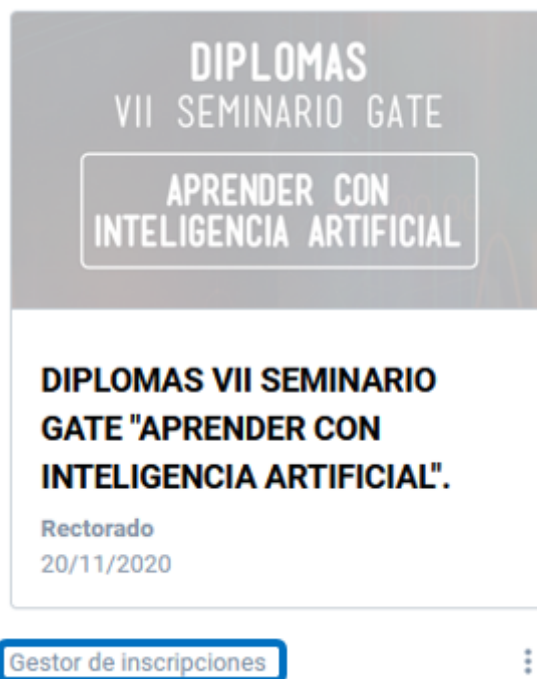 DIPLOMAS
VII SEMINARIO GATE
APRENDER CON
INTELIGENCIA ARTIFICIAL
DIPLOMAS VII SEMINARIO
GATE "APRENDER CON
INTELIGENCIA ARTIFICIAL".
Rectorado
20/11/2020
Gestor de inscripciones